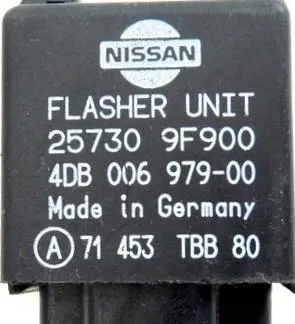 NISSAN
FLASHER UNIT
25730 9F900
4DB 006 979-00
Made in Germany
A 71 453 TBB 80